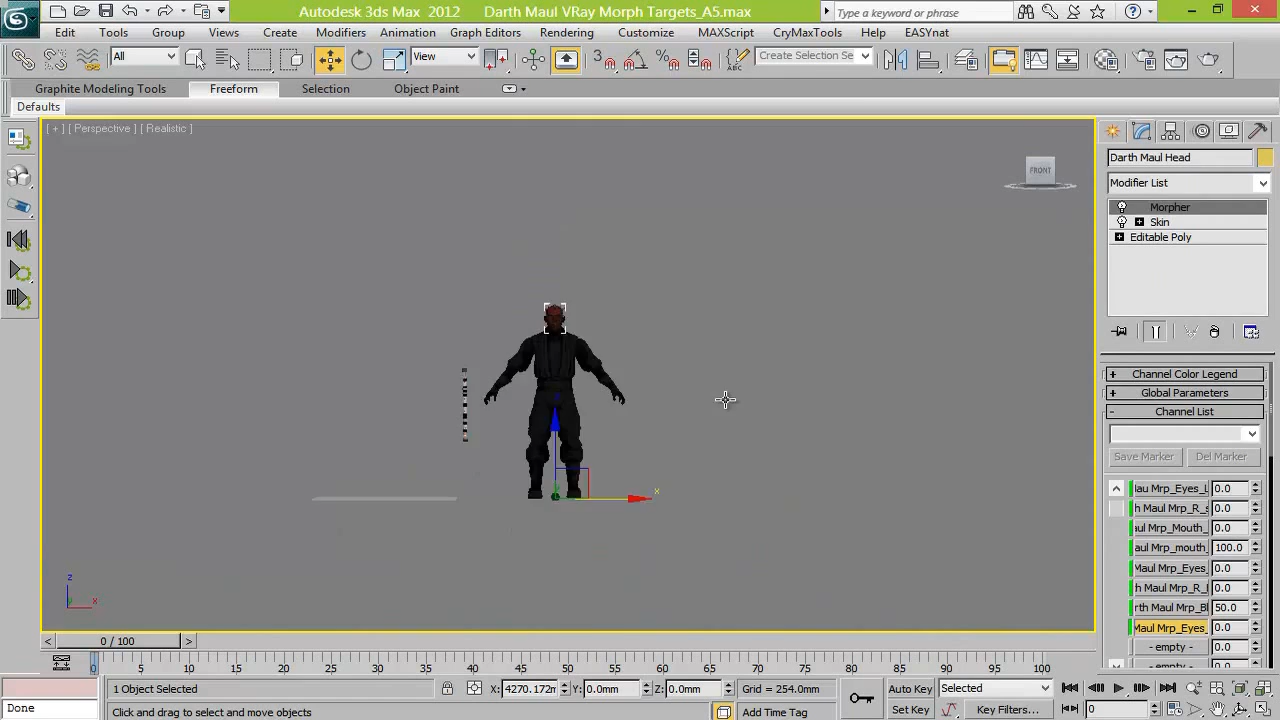 Autodesk 3ds Max 2012 Darth Maul VRay Morph Targets_A5.max
Type a keyword or phrase
Edit Tools Group Views Create Modifiers Animation Graph Editors Rendering Customize MAXScript CryMaxTools Help EASYnat
All View Create Selection Se
Graphite Modeling Tools Freeform Selection Object Paint
Defaults
[ + ] [ Perspective ] [ Realistic ]
FRONT
Darth Maul Head
Modifier List
Morpher
Skin
Editable Poly
+ Channel Color Legend
+ Global Parameters
- Channel List
Save Marker Del Marker
lau Mrp_Eyes_L 0.0
h Maul Mrp_R_s 0.0
aul Mrp_Mouth_ 0.0
aul Mrp_mouth_ 100.0
Maul Mrp_Eyes_ 0.0
h Maul Mrp_R_l 0.0
rth Maul Mrp_Bl 50.0
Maul Mrp_Eyes_ 0.0
- empty -
- empty -
x
z
x
0 / 100
0 5 10 15 20 25 30 35 40 45 50 55 60 65 70 75 80 85 90 95 100
1 Object Selected X: 4270.172m Y: 0.0mm Z: 0.0mm Grid = 254.0mm Auto Key Selected
Done Click and drag to select and move objects Add Time Tag Set Key Key Filters... 0